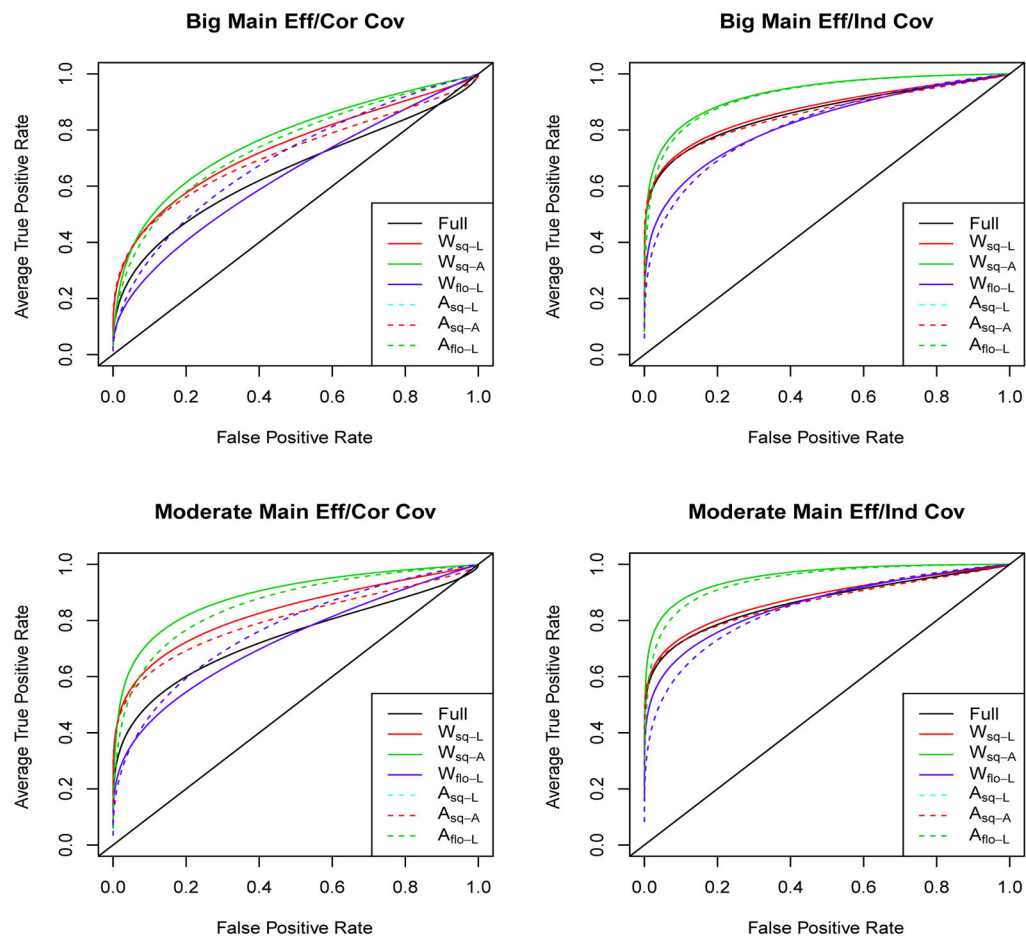 Big Main Eff/Cor Cov
Average True Positive Rate
1.0
0.8
0.6
0.4
0.2
0.0
Full
Wsq−L
Wsq−A
Wflo−L
Asq−L
Asq−A
Aflo−L
0.0 0.2 0.4 0.6 0.8 1.0
False Positive Rate
Big Main Eff/Ind Cov
Average True Positive Rate
1.0
0.8
0.6
0.4
0.2
0.0
Full
Wsq−L
Wsq−A
Wflo−L
Asq−L
Asq−A
Aflo−L
0.0 0.2 0.4 0.6 0.8 1.0
False Positive Rate
Moderate Main Eff/Cor Cov
Average True Positive Rate
1.0
0.8
0.6
0.4
0.2
0.0
Full
Wsq−L
Wsq−A
Wflo−L
Asq−L
Asq−A
Aflo−L
0.0 0.2 0.4 0.6 0.8 1.0
False Positive Rate
Moderate Main Eff/Ind Cov
Average True Positive Rate
1.0
0.8
0.6
0.4
0.2
0.0
Full
Wsq−L
Wsq−A
Wflo−L
Asq−L
Asq−A
Aflo−L
0.0 0.2 0.4 0.6 0.8 1.0
False Positive Rate